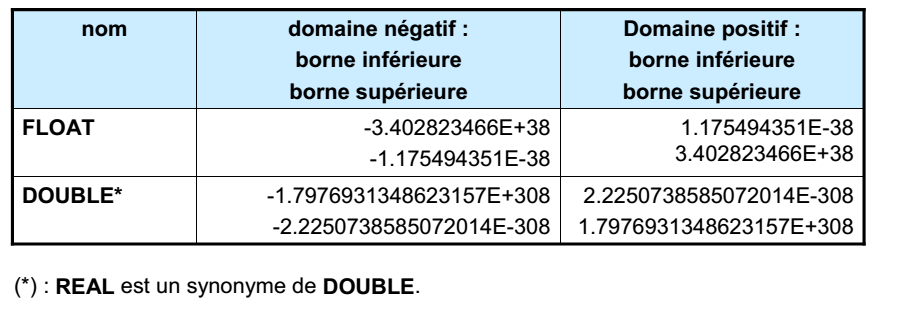 nom
domaine négatif :
borne inférieure
borne supérieure
Domaine positif :
borne inférieure
borne supérieure
FLOAT
-3.402823466E+38
-1.175494351E-38
1.175494351E-38
3.402823466E+38
DOUBLE*
-1.7976931348623157E+308
-2.2250738585072014E-308
2.2250738585072014E-308
1.7976931348623157E+308
(*) : REAL est un synonyme de DOUBLE.